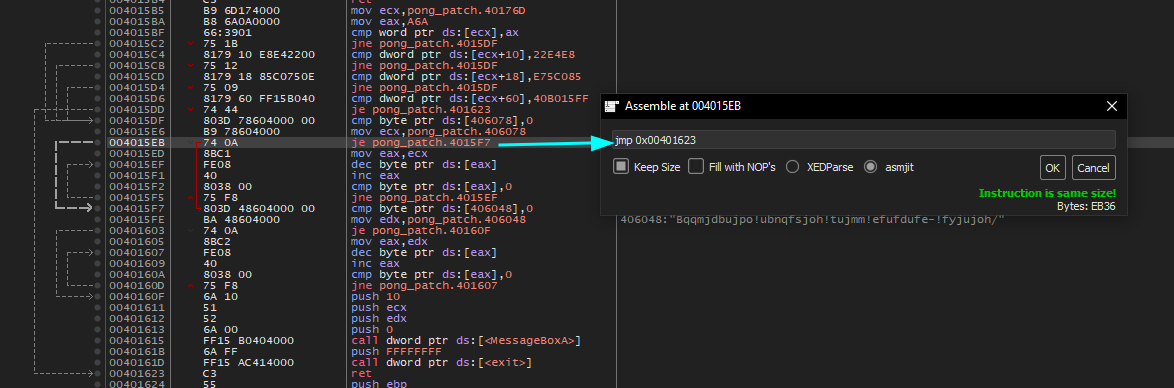 004015B4 C3 ret
004015B5 B9 6D174000 mov ecx,pong_patch.40176D
004015BA B8 6A0A0000 mov eax,A6A
004015BF 66:3901 cmp word ptr ds:[ecx],ax
004015C2 75 1B jne pong_patch.4015DF
004015C4 8179 10 E8E42200 cmp dword ptr ds:[ecx+10],22E4E8
004015CB 75 12 jne pong_patch.4015DF
004015CD 8179 18 85C0750E cmp dword ptr ds:[ecx+18],E75C085
004015D4 75 09 jne pong_patch.4015DF
004015D6 8179 60 FF15B040 cmp dword ptr ds:[ecx+60],40B015FF
004015DD 74 44 je pong_patch.401623
004015DF 803D 78604000 00 cmp byte ptr ds:[406078],0
004015E6 B9 78604000 mov ecx,pong_patch.406078
004015EB 74 0A je pong_patch.4015F7
004015ED 8BC1 mov eax,ecx
004015EF FE08 dec byte ptr ds:[eax]
004015F1 40 inc eax
004015F2 8038 00 cmp byte ptr ds:[eax],0
004015F5 75 F8 jne pong_patch.4015EF
004015F7 803D 48604000 00 cmp byte ptr ds:[406048],0
004015FE BA 48604000 mov edx,pong_patch.406048
406048:"Bqqmjdbujpo!ubnqfsjoh!tujmm!efufdufe-!fyjujoh/"
00401603 74 0A je pong_patch.40160F
00401605 8BC2 mov eax,edx
00401607 FE08 dec byte ptr ds:[eax]
00401609 40 inc eax
0040160A 8038 00 cmp byte ptr ds:[eax],0
0040160D 75 F8 jne pong_patch.401607
0040160F 6A 10 push 10
00401611 51 push ecx
00401612 52 push edx
00401613 6A 00 push 0
00401615 FF15 B0404000 call dword ptr ds:[<MessageBoxA>]
0040161B 6A FF push FFFFFFFF
0040161D FF15 AC414000 call dword ptr ds:[<exit>]
00401623 C3 ret
00401624 55 push ebp
Assemble at 004015EB
jmp 0x00401623
Keep Size Fill with NOP's XEDParse asmjit OK Cancel
Instruction is same size!
Bytes: EB36